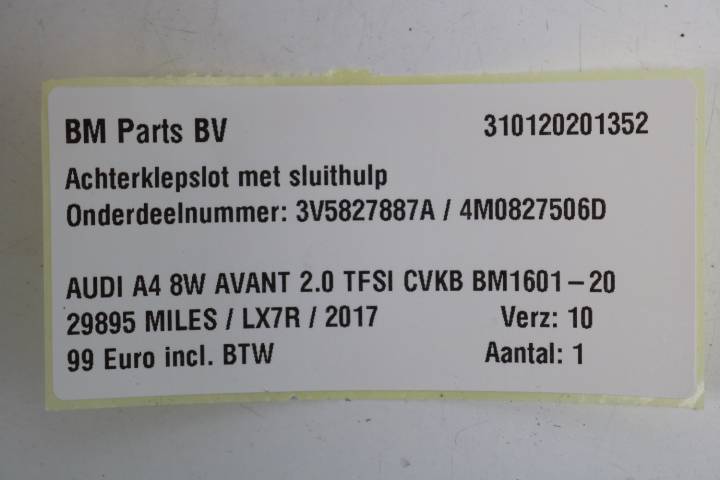 BM Parts BV 310120201352
Achterklepslot met sluithulp
Onderdeelnummer: 3V5827887A / 4M0827506D
AUDI A4 8W AVANT 2.0 TFSI CVKB BM1601-20
29895 MILES / LX7R / 2017 Verz: 10
99 Euro incl. BTW Aantal: 1